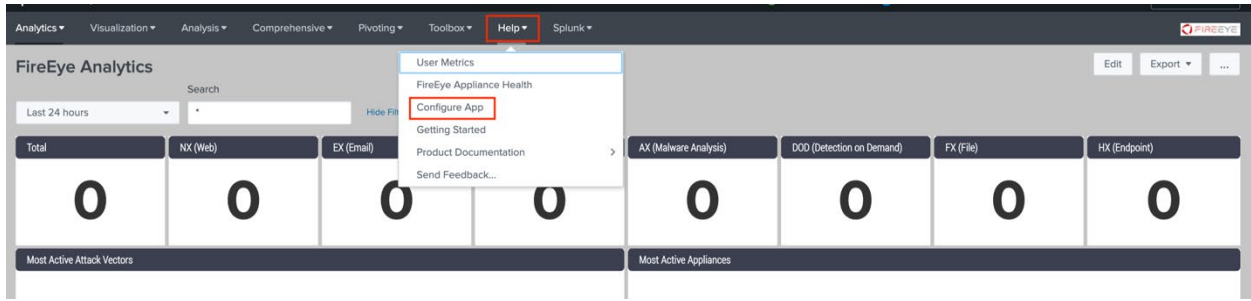 Analytics Visualization Analysis Comprehensive Pivoting Toolbox Help Splunk FIREEYE
FireEye Analytics
Edit Export ...
User Metrics
FireEye Appliance Health
Configure App
Getting Started
Product Documentation
Send Feedback...
Search
Last 24 hours * Hide Fil
Total NX (Web) EX (Email) AX (Malware Analysis) DOD (Detection on Demand) FX (File) HX (Endpoint)
0 0 0 0 0 0 0 0
Most Active Attack Vectors Most Active Appliances